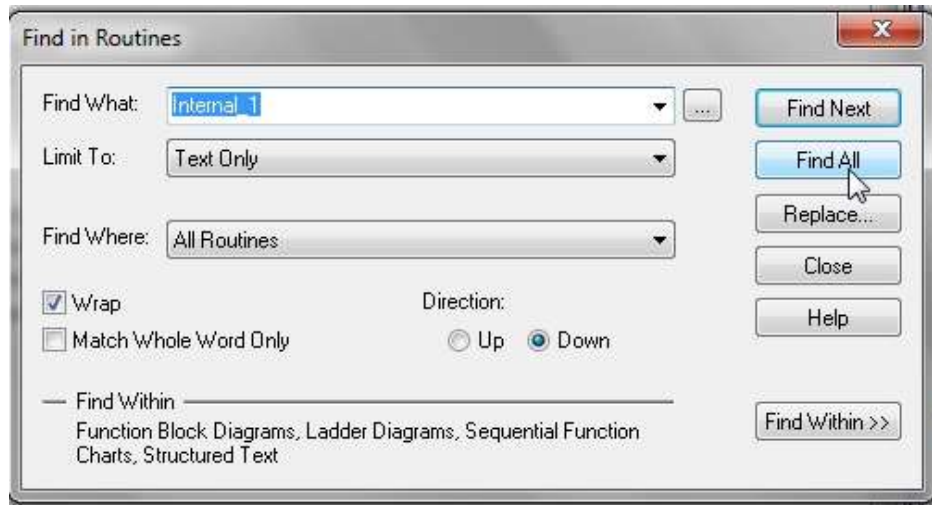 Find in Routines
Find What: Internal_1 ... Find Next
Limit To: Text Only Find All
Replace...
Find Where: All Routines
Close
Wrap Direction:
Help
Match Whole Word Only Up Down
Find Within
Function Block Diagrams, Ladder Diagrams, Sequential Function
Charts, Structured Text
Find Within >>